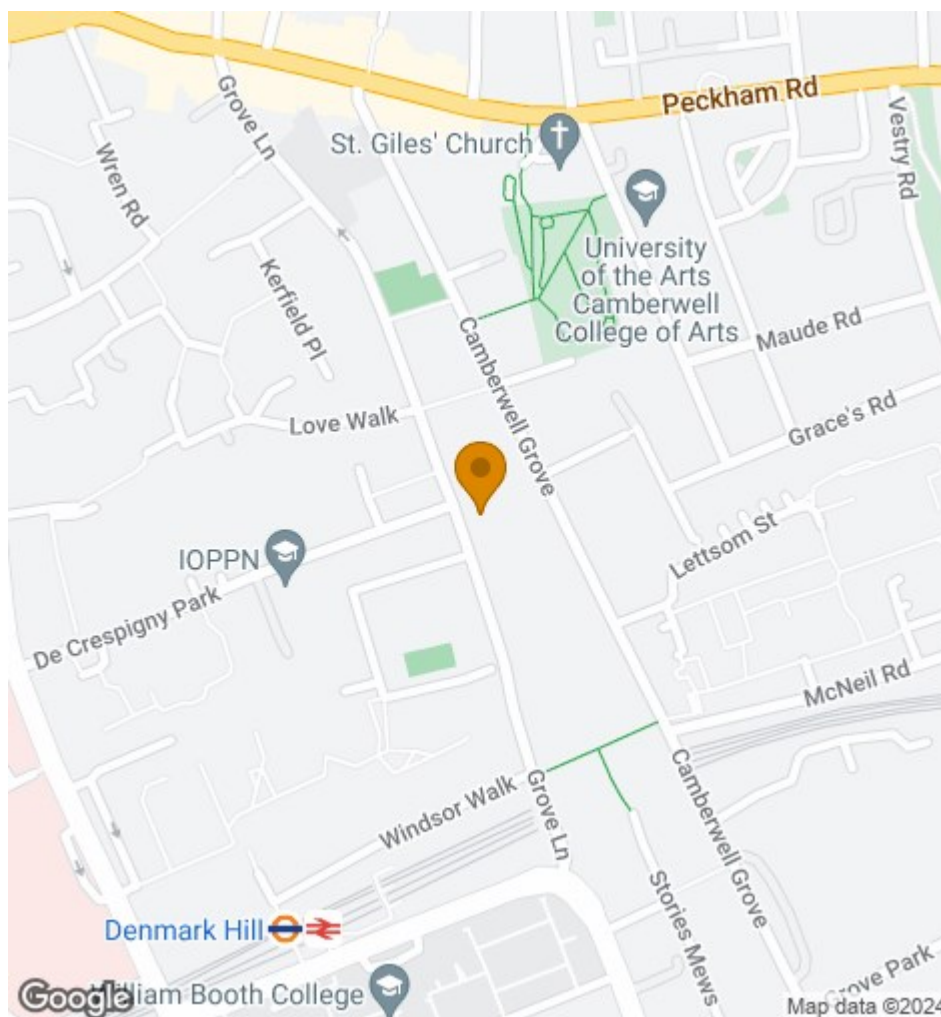 Peckham Rd
Grove Ln
Wren Rd
St. Giles' Church
Vestry Rd
University
of the Arts
Camberwell
College of Arts
Kerfield Pl
Maude Rd
Camberwell Grove
Love Walk
Grace's Rd
Lettsom St
IOPPN
De Crespigny Park
McNeil Rd
Windsor Walk
Grove Ln
Camberwell Grove
Stories Mews
Denmark Hill
Grove Park
William Booth College
Google
Map data ©2024